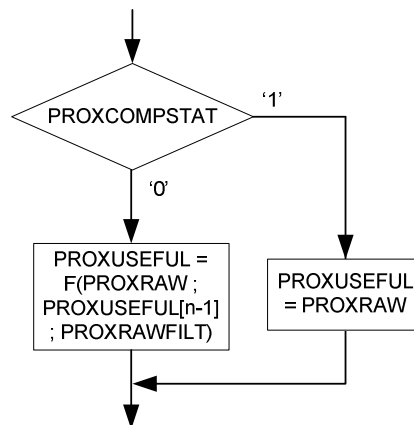 PROXCOMPSTAT
‘1’
‘0’
PROXUSEFUL =
F(PROXRAW ;
PROXUSEFUL[n-1]
; PROXRAWFILT)
PROXUSEFUL
= PROXRAW